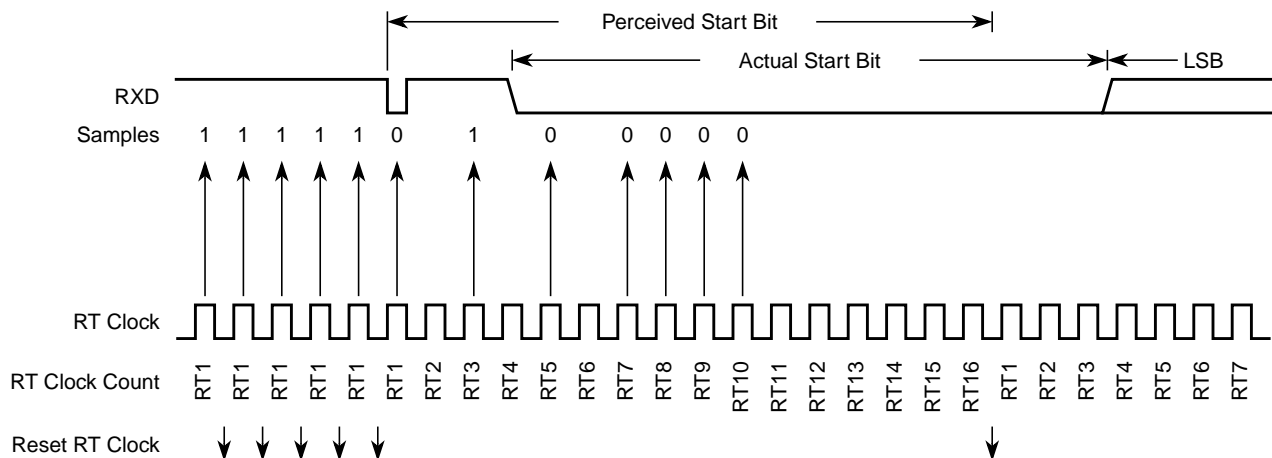 Perceived Start Bit
Actual Start Bit LSB
RXD
Samples 1 1 1 1 1 0 1 0 0 0 0 0
RT Clock
RT Clock Count RT1 RT1 RT1 RT1 RT1 RT1 RT2 RT3 RT4 RT5 RT6 RT7 RT8 RT9 RT10 RT11 RT12 RT13 RT14 RT15 RT16 RT1 RT2 RT3 RT4 RT5 RT6 RT7
Reset RT Clock